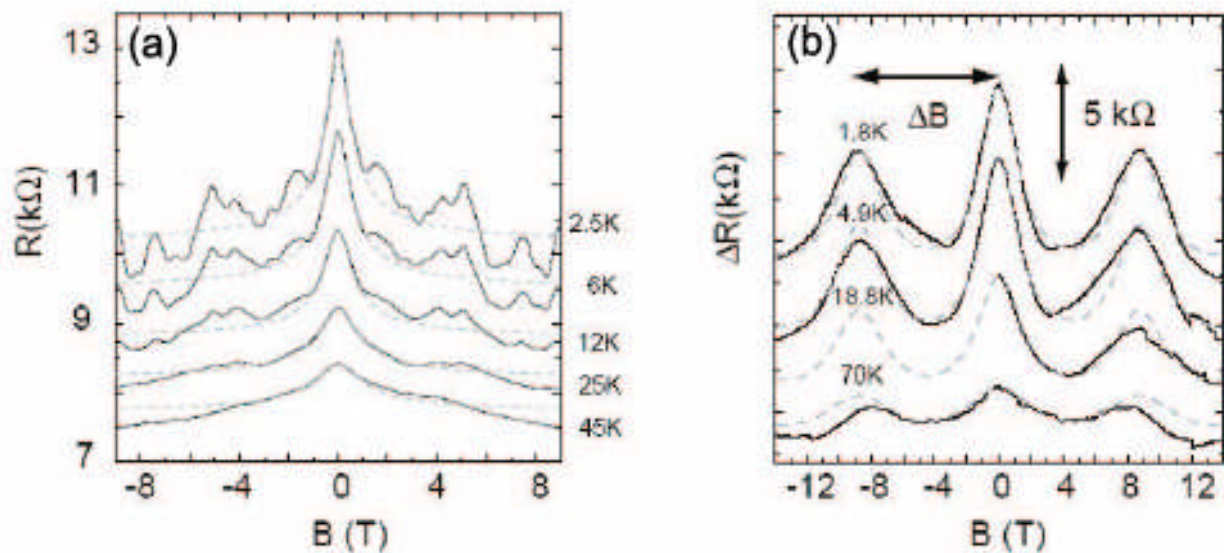 (a)
13
11
9
7
R(kΩ)
2.5K
6K
12K
25K
45K
-8 -4 0 4 8
B (T)
(b)
ΔB
5 kΩ
1.8K
4.9K
18.8K
70K
ΔR(kΩ)
-12 -8 -4 0 4 8 12
B (T)